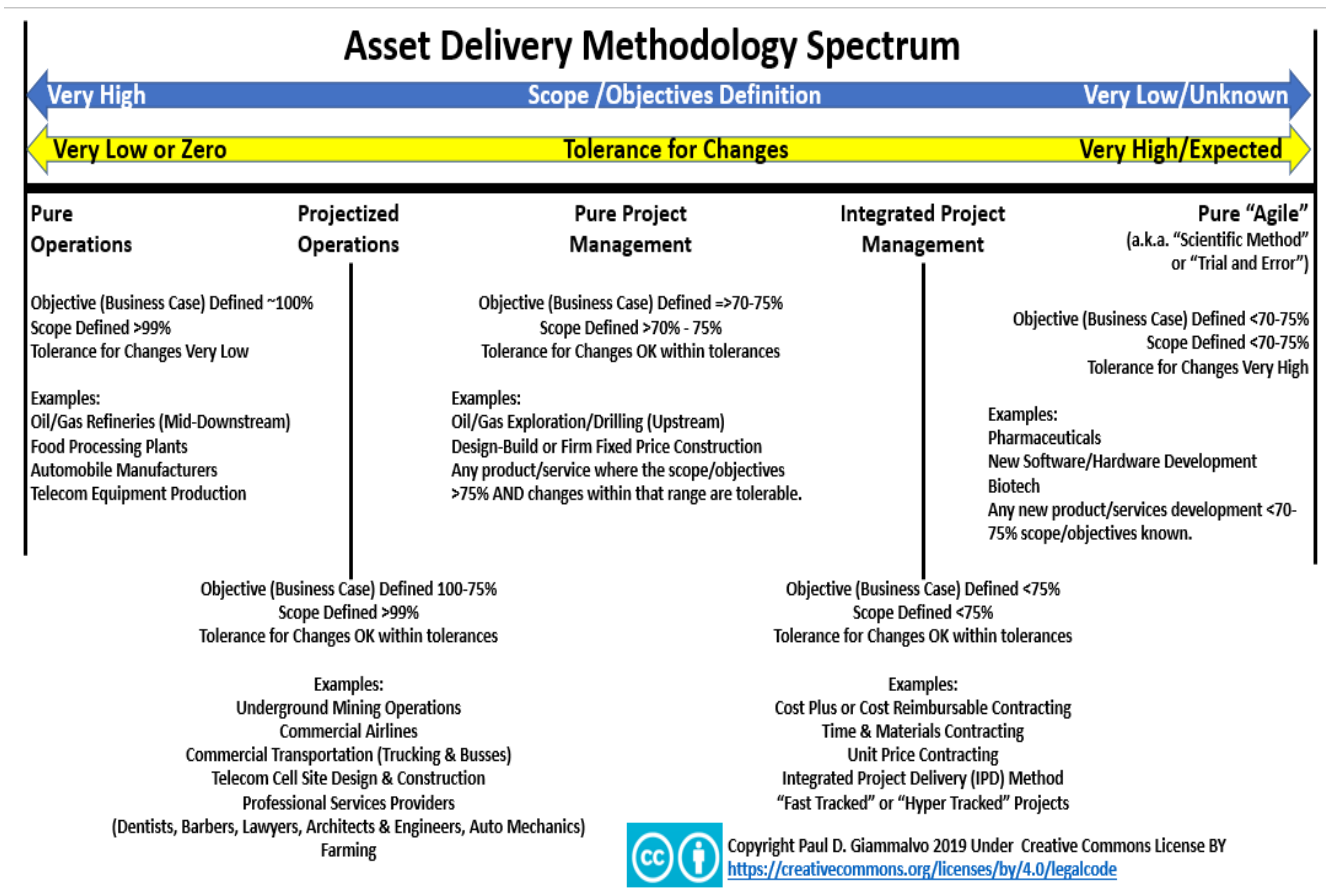 Asset Delivery Methodology Spectrum
Very High Scope /Objectives Definition Very Low/Unknown
Very Low or Zero Tolerance for Changes Very High/Expected
Pure
Operations
Projectized
Operations
Pure Project
Management
Integrated Project
Management
Pure “Agile”
(a.k.a. “Scientific Method”
or “Trial and Error”)
Objective (Business Case) Defined ~100%
Scope Defined >99%
Tolerance for Changes Very Low
Examples:
Oil/Gas Refineries (Mid-Downstream)
Food Processing Plants
Automobile Manufacturers
Telecom Equipment Production
Objective (Business Case) Defined =>70-75%
Scope Defined >70% - 75%
Tolerance for Changes OK within tolerances
Examples:
Oil/Gas Exploration/Drilling (Upstream)
Design-Build or Firm Fixed Price Construction
Any product/service where the scope/objectives
>75% AND changes within that range are tolerable.
Objective (Business Case) Defined <70-75%
Scope Defined <70-75%
Tolerance for Changes Very High
Examples:
Pharmaceuticals
New Software/Hardware Development
Biotech
Any new product/services development <70-
75% scope/objectives known.
Objective (Business Case) Defined 100-75%
Scope Defined >99%
Tolerance for Changes OK within tolerances
Examples:
Underground Mining Operations
Commercial Airlines
Commercial Transportation (Trucking & Busses)
Telecom Cell Site Design & Construction
Professional Services Providers
(Dentists, Barbers, Lawyers, Architects & Engineers, Auto Mechanics)
Farming
Objective (Business Case) Defined <75%
Scope Defined <75%
Tolerance for Changes OK within tolerances
Examples:
Cost Plus or Cost Reimbursable Contracting
Time & Materials Contracting
Unit Price Contracting
Integrated Project Delivery (IPD) Method
“Fast Tracked” or “Hyper Tracked” Projects
cc
Copyright Paul D. Giammalvo 2019 Under Creative Commons License BY
https://creativecommons.org/licenses/by/4.0/legalcode